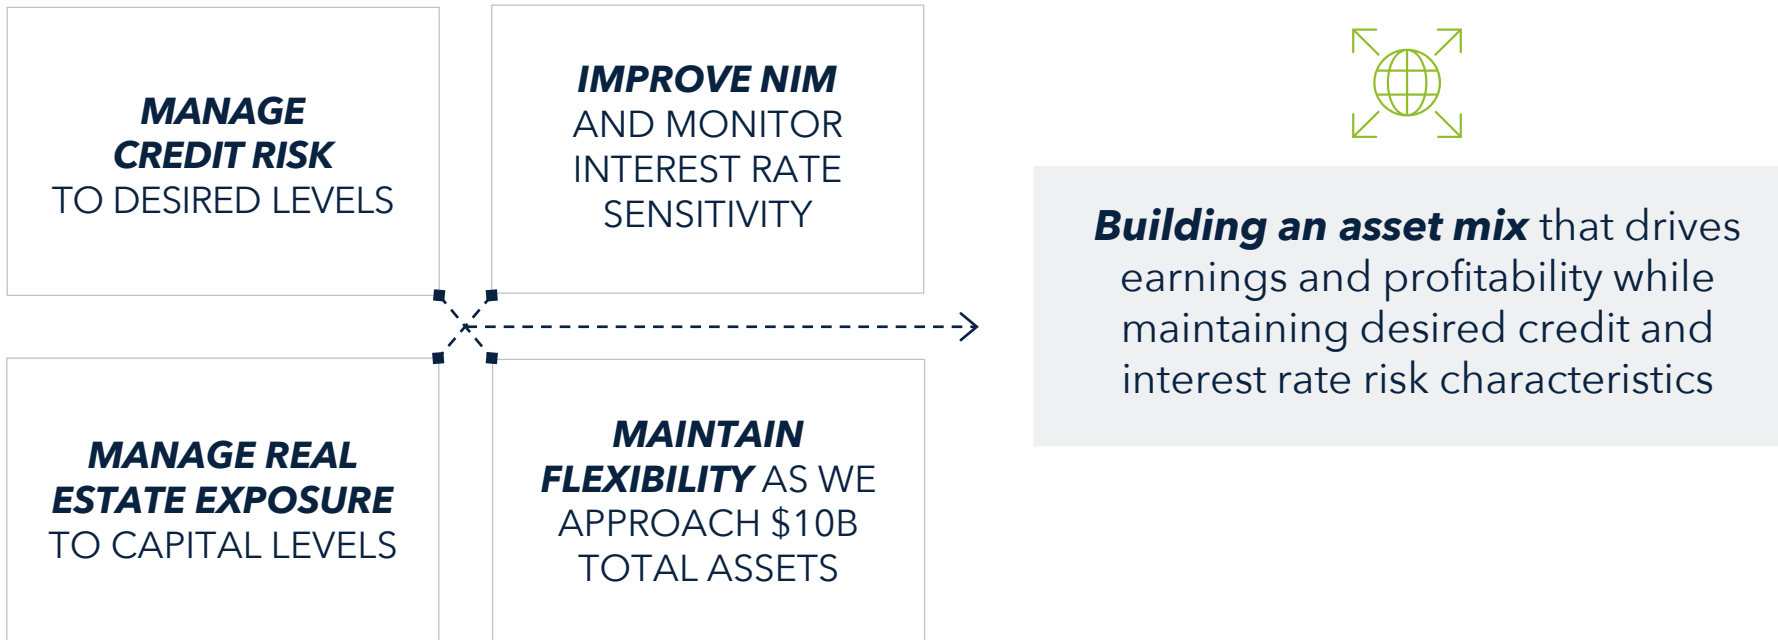 MANAGE
CREDIT RISK
TO DESIRED LEVELS
IMPROVE NIM
AND MONITOR
INTEREST RATE
SENSITIVITY
MANAGE REAL
ESTATE EXPOSURE
TO CAPITAL LEVELS
MAINTAIN
FLEXIBILITY AS WE
APPROACH $10B
TOTAL ASSETS
Building an asset mix that drives
earnings and profitability while
maintaining desired credit and
interest rate risk characteristics